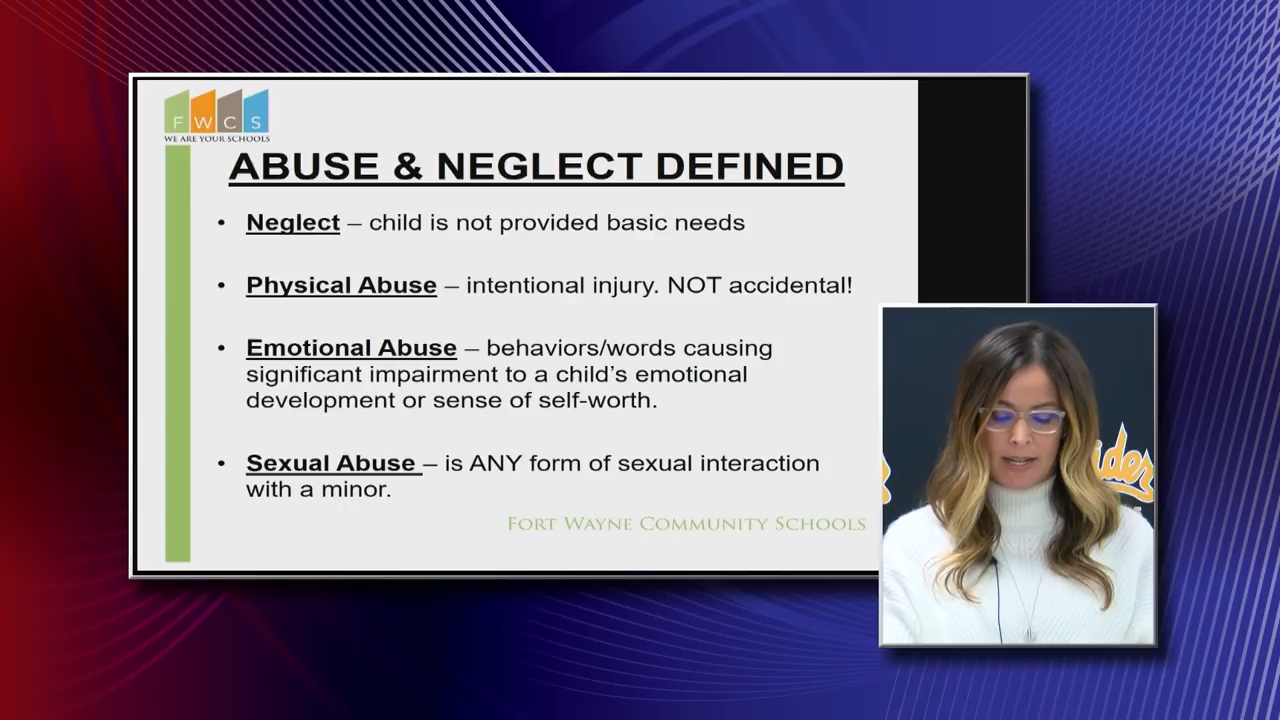 FWCS
WE ARE YOUR SCHOOLS
ABUSE & NEGLECT DEFINED
• Neglect – child is not provided basic needs
• Physical Abuse – intentional injury. NOT accidental!
• Emotional Abuse – behaviors/words causing
significant impairment to a child’s emotional
development or sense of self-worth.
• Sexual Abuse – is ANY form of sexual interaction
with a minor.
FORT WAYNE COMMUNITY SCHOOLS